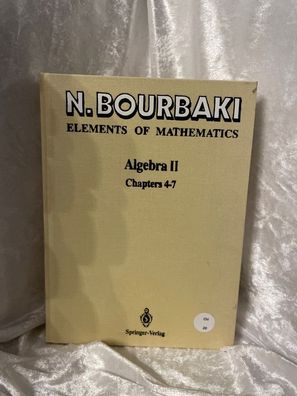 N. BOURBAKI
ELEMENTS OF MATHEMATICS
Algebra II
Chapters 4-7
Springer-Verlag